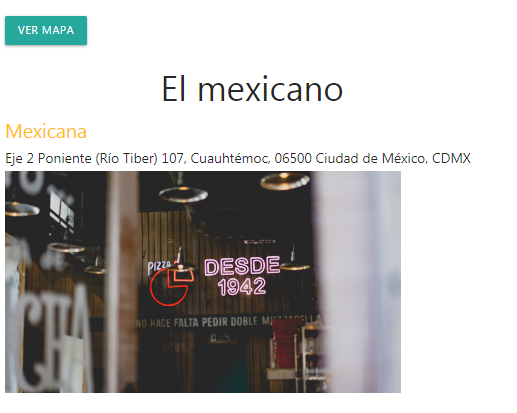 VER MAPA
El mexicano
Mexicana
Eje 2 Poniente (Río Tiber) 107, Cuauhtémoc, 06500 Ciudad de México, CDMX
PIZZA
DESDE
1942
NO HACE FALTA PEDIR DOBLE MUZZARELLA